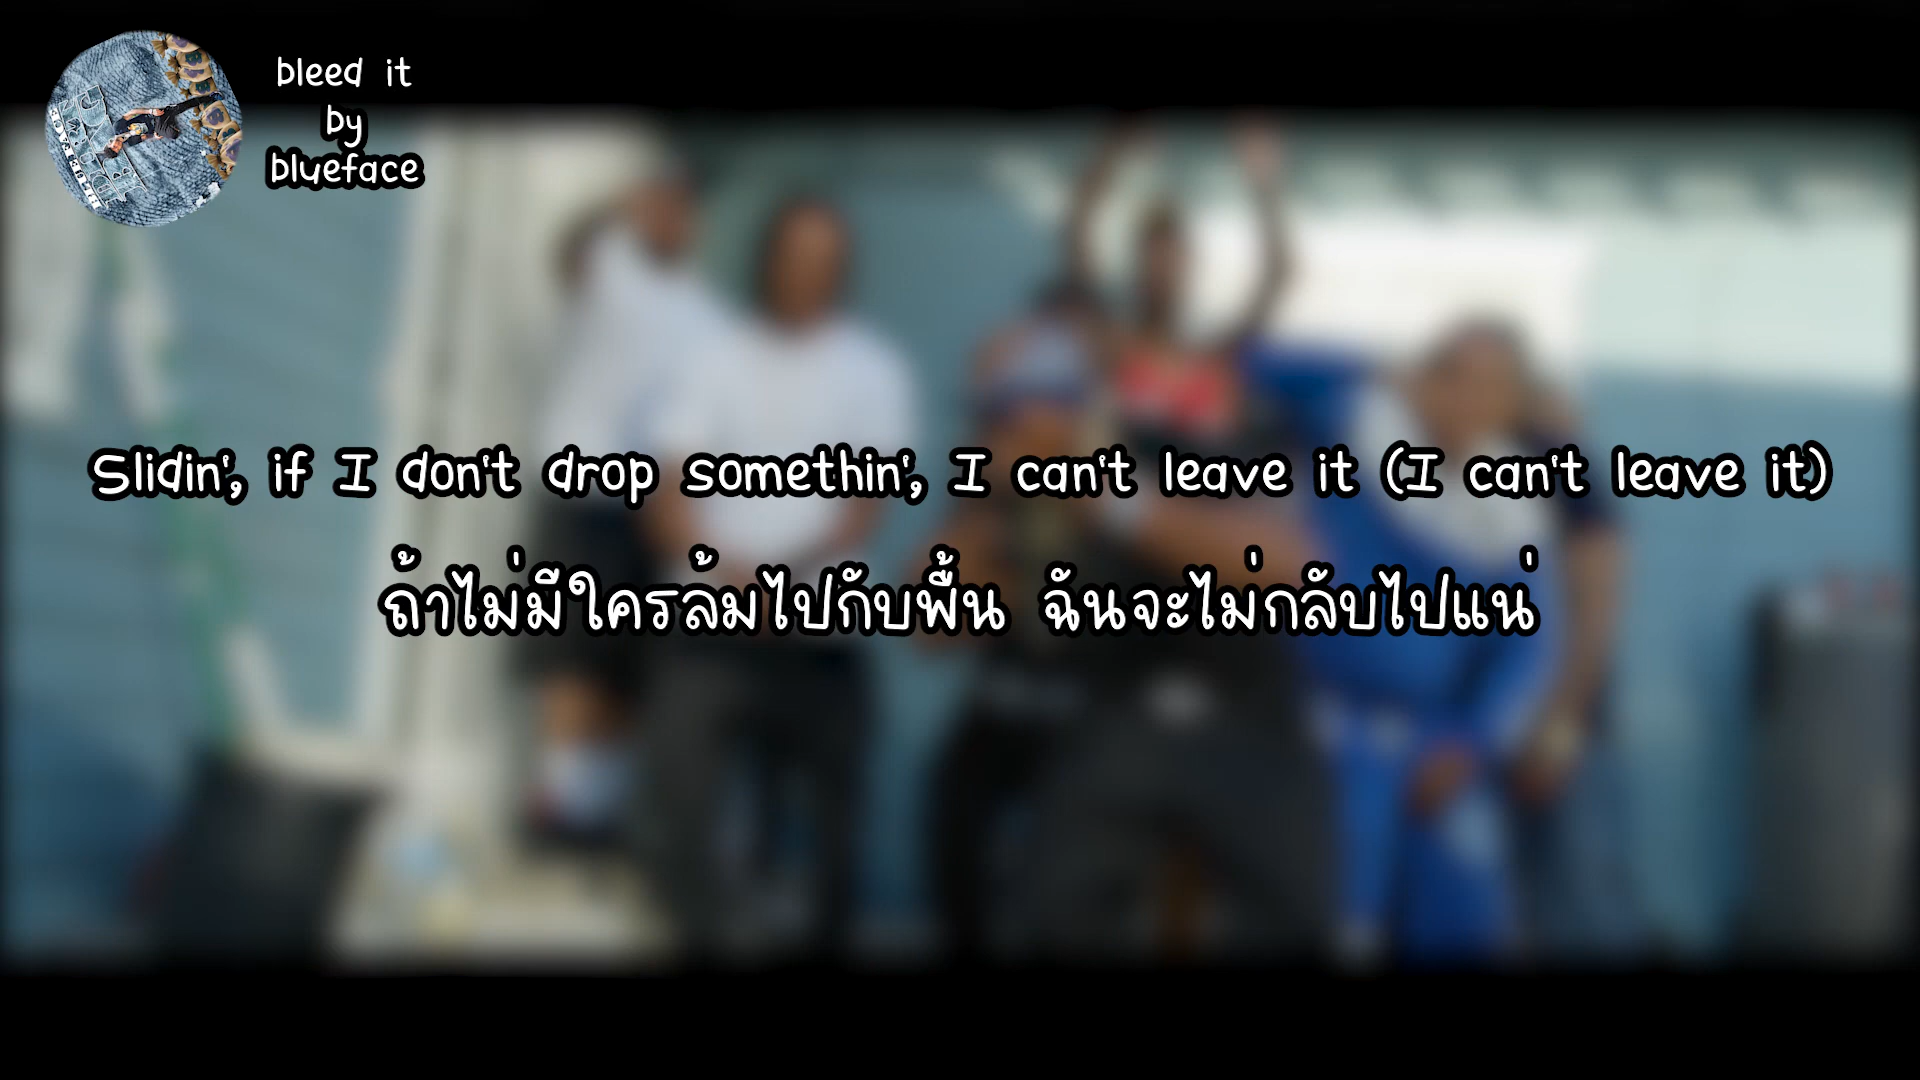 bleed it
by
blueface
BLUEFACE
Slidin', if I don't drop somethin', I can't leave it (I can't leave it)
ถ้าไม่มีใครล้มไปกับพื้น ฉันจะไม่กลับไปแน่